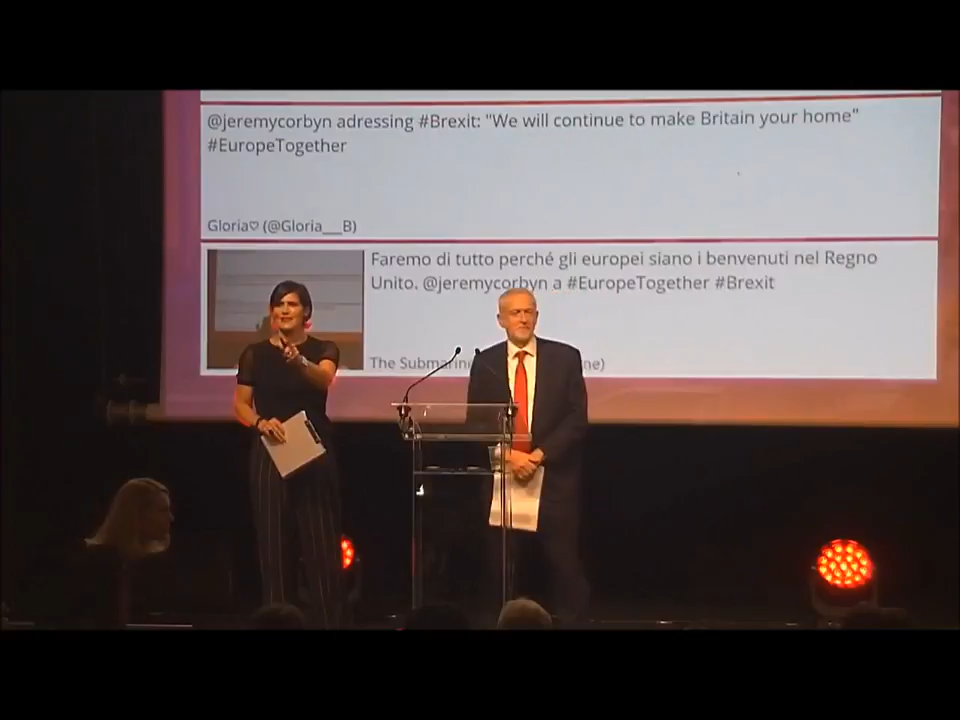 @jeremycorbyn adressing #Brexit: "We will continue to make Britain your home"
#EuropeTogether
Gloria♡ (@Gloria___B)
Faremo di tutto perché gli europei siano i benvenuti nel Regno
Unito. @jeremycorbyn a #EuropeTogether #Brexit
The